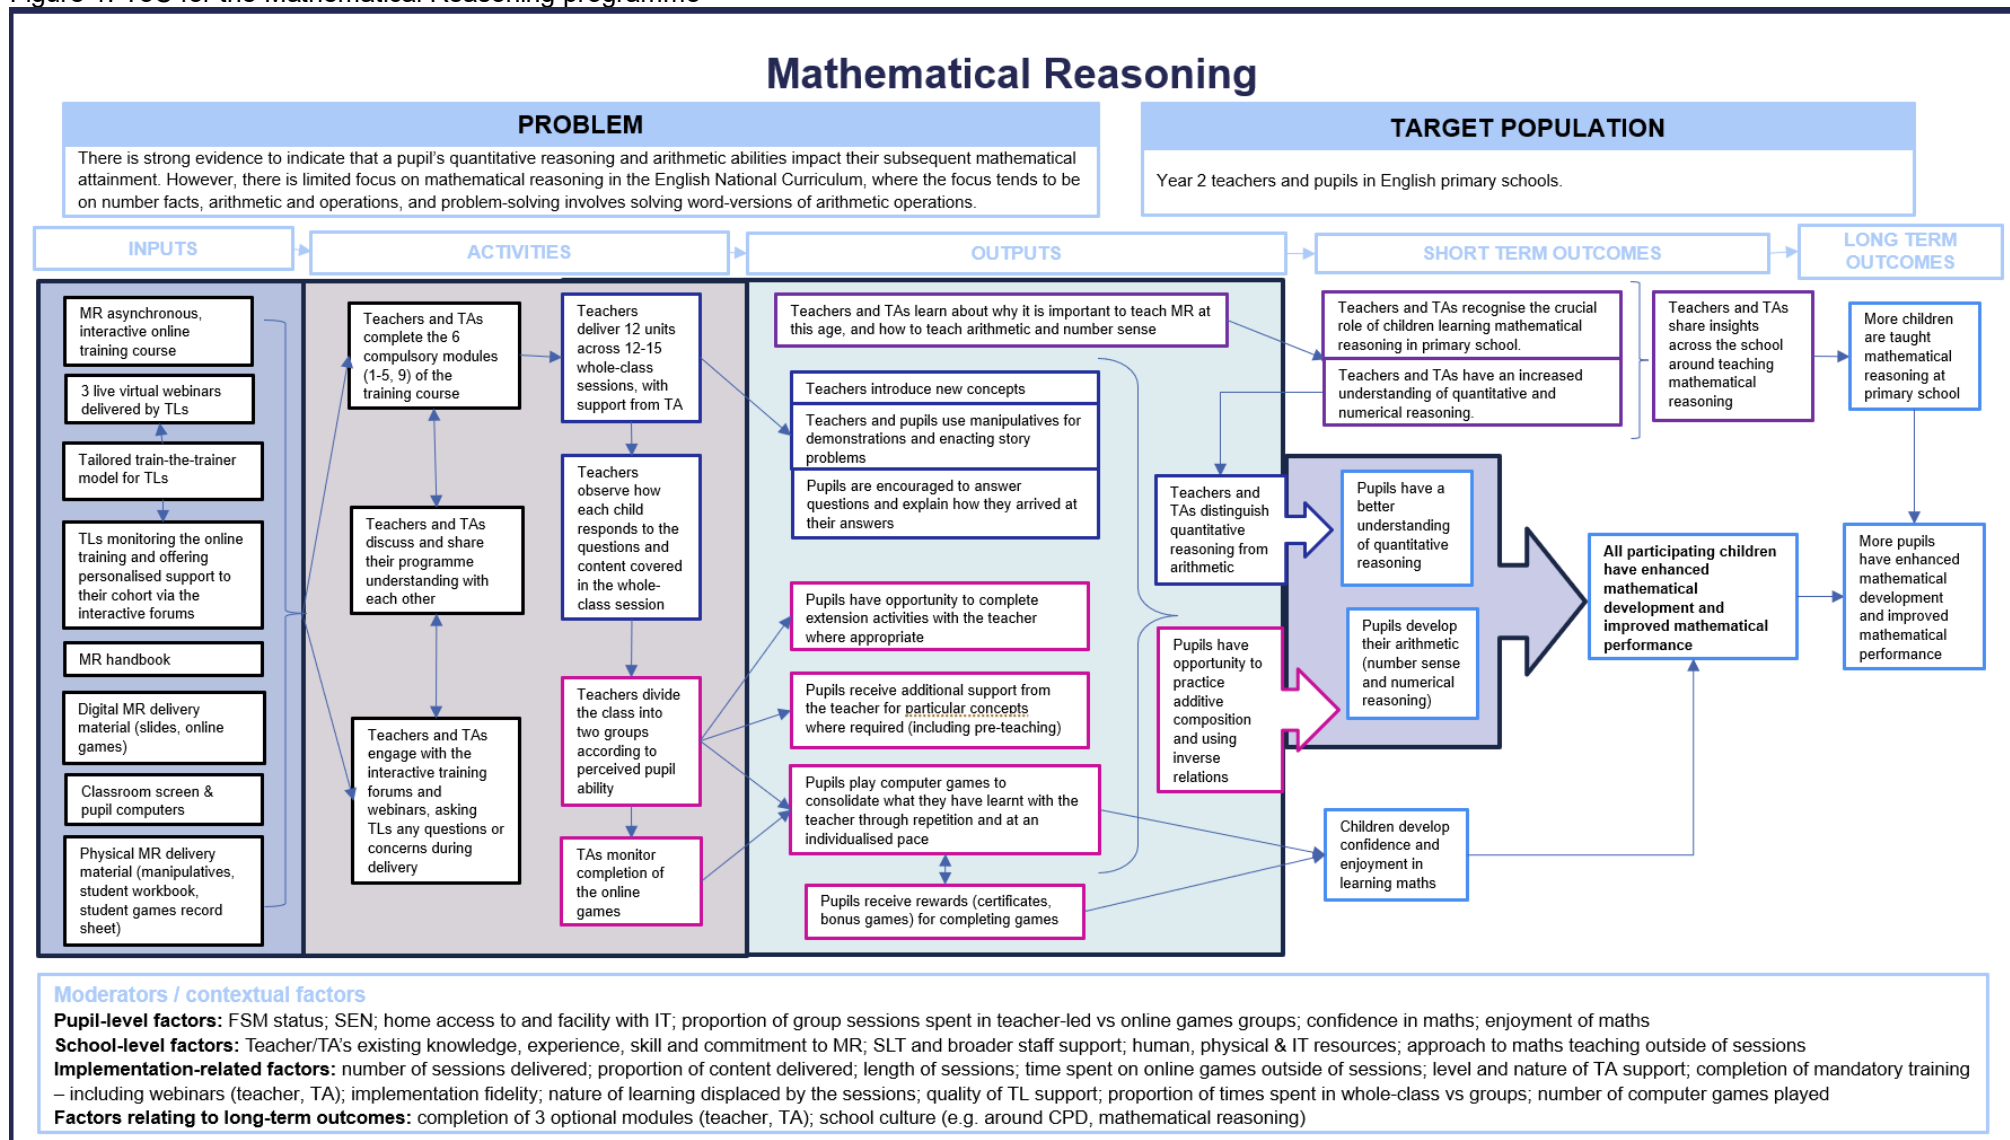 Figure 1: ToC for the Mathematical Reasoning programme
Mathematical Reasoning
PROBLEM
There is strong evidence to indicate that a pupil's quantitative reasoning and arithmetic abilities impact their subsequent mathematical
attainment. However, there is limited focus on mathematical reasoning in the English National Curriculum, where the focus tends to be
on number facts, arithmetic and operations, and problem-solving involves solving word-versions of arithmetic operations.
TARGET POPULATION
Year 2 teachers and pupils in English primary schools.
INPUTS
ACTIVITIES
OUTPUTS
SHORT TERM OUTCOMES
LONG TERM
OUTCOMES
MR asynchronous,
interactive online
training course
3 live virtual webinars
delivered by TLs
Tailored train-the-trainer
model for TLs
TLs monitoring the online
training and offering
personalised support to
their cohort via the
interactive forums
MR handbook
Digital MR delivery
material (slides, online
games)
Classroom screen &
pupil computers
Physical MR delivery
material (manipulatives,
student workbook,
student games record
sheet)
Teachers and TAs
complete the 6
compulsory modules
(1-5, 9) of the
training course
Teachers and TAs
discuss and share
their programme
understanding with
each other
Teachers and TAs
engage with the
interactive training
forums and
webinars, asking
TLs any questions or
concerns during
delivery
Teachers
deliver 12 units
across 12-15
whole-class
sessions, with
support from TA
Teachers
observe how
each child
responds to the
questions and
content covered
in the whole-
class session
Teachers divide
the class into
two groups
according to
perceived pupil
ability
TAs monitor
completion of
the online
games
Teachers and TAs learn about why it is important to teach MR at
this age, and how to teach arithmetic and number sense
Teachers introduce new concepts
Teachers and pupils use manipulatives for
demonstrations and enacting story
problems
Pupils are encouraged to answer
questions and explain how they arrived at
their answers
Pupils have opportunity to complete
extension activities with the teacher
where appropriate
Pupils receive additional support from
the teacher for particular concepts
where required (including pre-teaching)
Pupils play computer games to
consolidate what they have learnt with the
teacher through repetition and at an
individualised pace
Pupils receive rewards (certificates,
bonus games) for completing games
Teachers and
TAs distinguish
quantitative
reasoning from
arithmetic
Pupils have
opportunity to
practice
additive
composition
and using
inverse
relations
Teachers and TAs recognise the crucial
role of children learning mathematical
reasoning in primary school.
Teachers and TAs have an increased
understanding of quantitative and
numerical reasoning.
Teachers and TAs
share insights
across the school
around teaching
mathematical
reasoning
Pupils have a
better
understanding
of quantitative
reasoning
Pupils develop
their arithmetic
(number sense
and numerical
reasoning)
Children develop
confidence and
enjoyment in
learning maths
All participating children
have enhanced
mathematical
development and
improved mathematical
performance
More children
are taught
mathematical
reasoning at
primary school
More pupils
have enhanced
mathematical
development
and improved
mathematical
performance
Moderators / contextual factors
Pupil-level factors: FSM status; SEN; home access to and facility with IT; proportion of group sessions spent in teacher-led vs online games groups; confidence in maths; enjoyment of maths
School-level factors: Teacher/TA's existing knowledge, experience, skill and commitment to MR; SLT and broader staff support; human, physical & IT resources; approach to maths teaching outside of sessions
Implementation-related factors: number of sessions delivered; proportion of content delivered; length of sessions; time spent on online games outside of sessions; level and nature of TA support; completion of mandatory training
– including webinars (teacher, TA); implementation fidelity; nature of learning displaced by the sessions; quality of TL support; proportion of times spent in whole-class vs groups; number of computer games played
Factors relating to long-term outcomes: completion of 3 optional modules (teacher, TA); school culture (e.g. around CPD, mathematical reasoning)